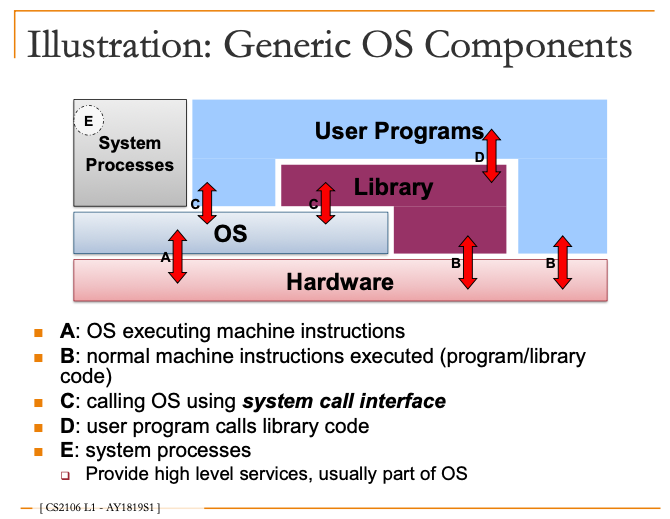 Illustration: Generic OS Components
E
System
Processes
User Programs
D
Library
C
C
OS
A
B
B
Hardware
A: OS executing machine instructions
B: normal machine instructions executed (program/library
code)
C: calling OS using system call interface
D: user program calls library code
E: system processes
Provide high level services, usually part of OS
[ CS2106 L1 - AY1819S1 ]